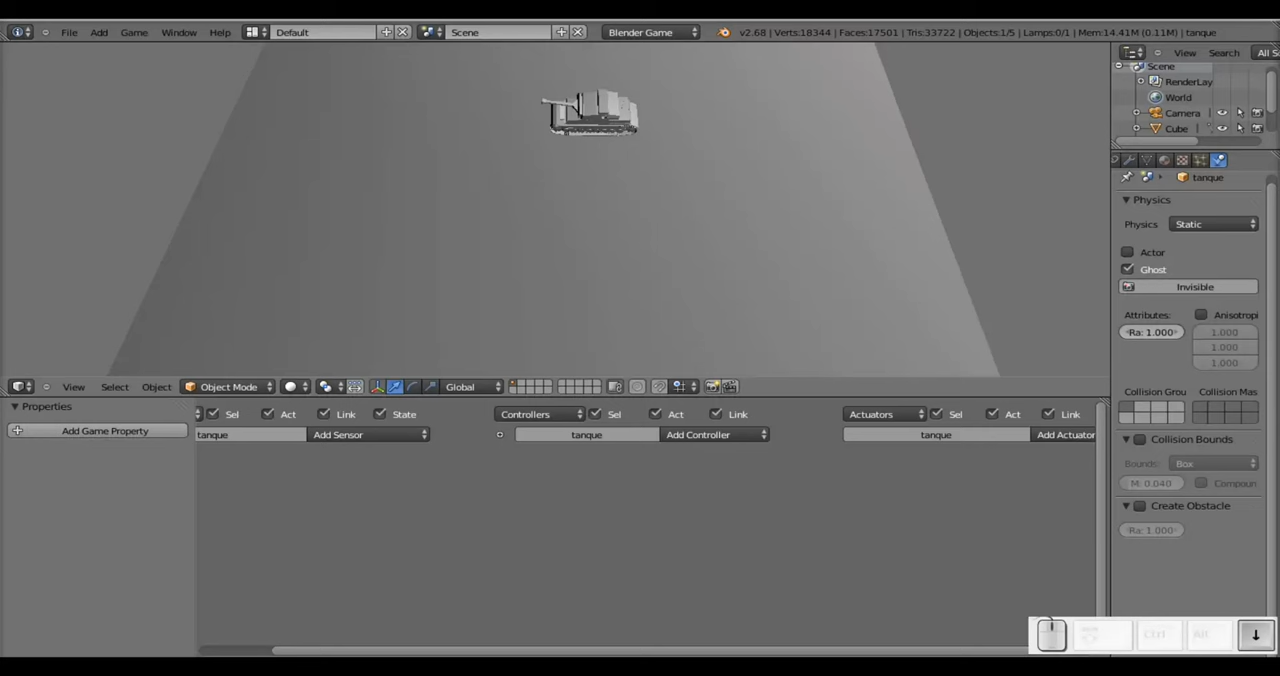 File Add Game Window Help Default Scene Blender Game v2.68 | Verts:18344 | Faces:17501 | Tris:33722 | Objects:1/5 | Lamps:0/1 | Mem:14.41M (0.11M) | tanque
View Search All S
Scene
RenderLay
World
Camera
Cube
tanque
Physics
Physics Static
Actor
Ghost
Invisible
Attributes: Anisotropi
Ra: 1.000 1.000
1.000
1.000
View Select Object Object Mode Global
Collision Grou Collision Mas
Properties
Sel Act Link State Controllers Sel Act Link Actuators Sel Act Link
Add Game Property
tanque Add Sensor tanque Add Controller tanque Add Actuator
Collision Bounds
Bounds: Box
M: 0.040 Compoun
Create Obstacle
Ra: 1.000
Ctrl Alt ↓